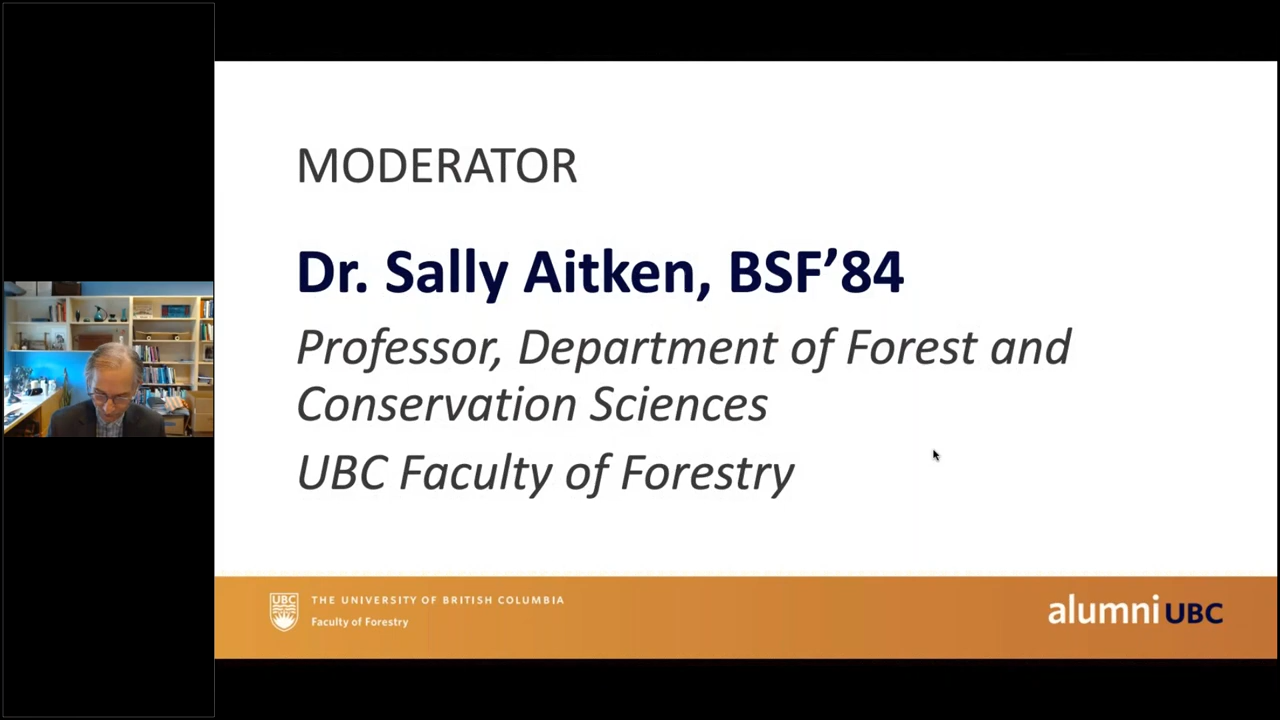 MODERATOR
Dr. Sally Aitken, BSF’84
Professor, Department of Forest and
Conservation Sciences
UBC Faculty of Forestry
UBC
THE UNIVERSITY OF BRITISH COLUMBIA
Faculty of Forestry
alumni UBC